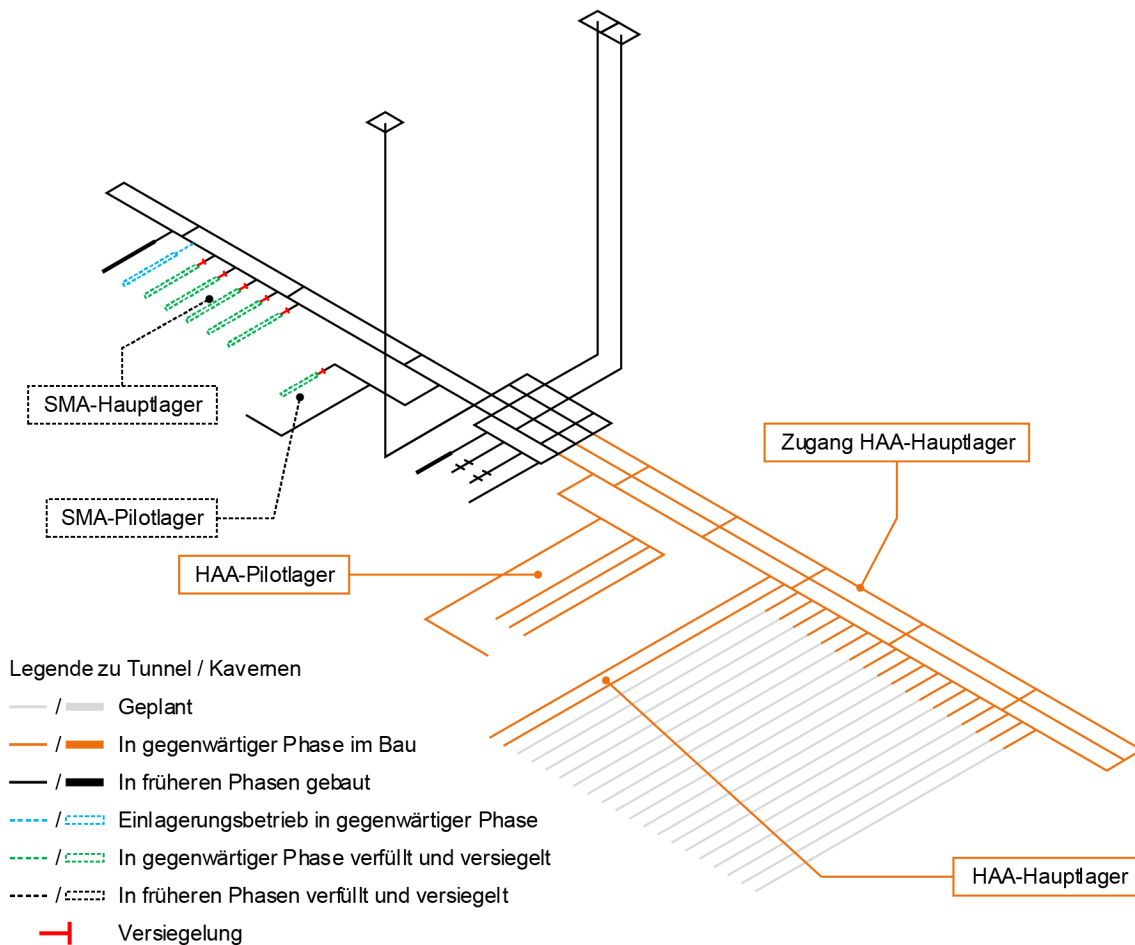 SMA-Hauptlager
Zugang HAA-Hauptlager
SMA-Pilotlager
HAA-Pilotlager
Legende zu Tunnel / Kavernen
/ Geplant
/ In gegenwärtiger Phase im Bau
/ In früheren Phasen gebaut
/ Einlagerungsbetrieb in gegenwärtiger Phase
/ In gegenwärtiger Phase verfüllt und versiegelt
/ In früheren Phasen verfüllt und versiegelt
Versiegelung
HAA-Hauptlager